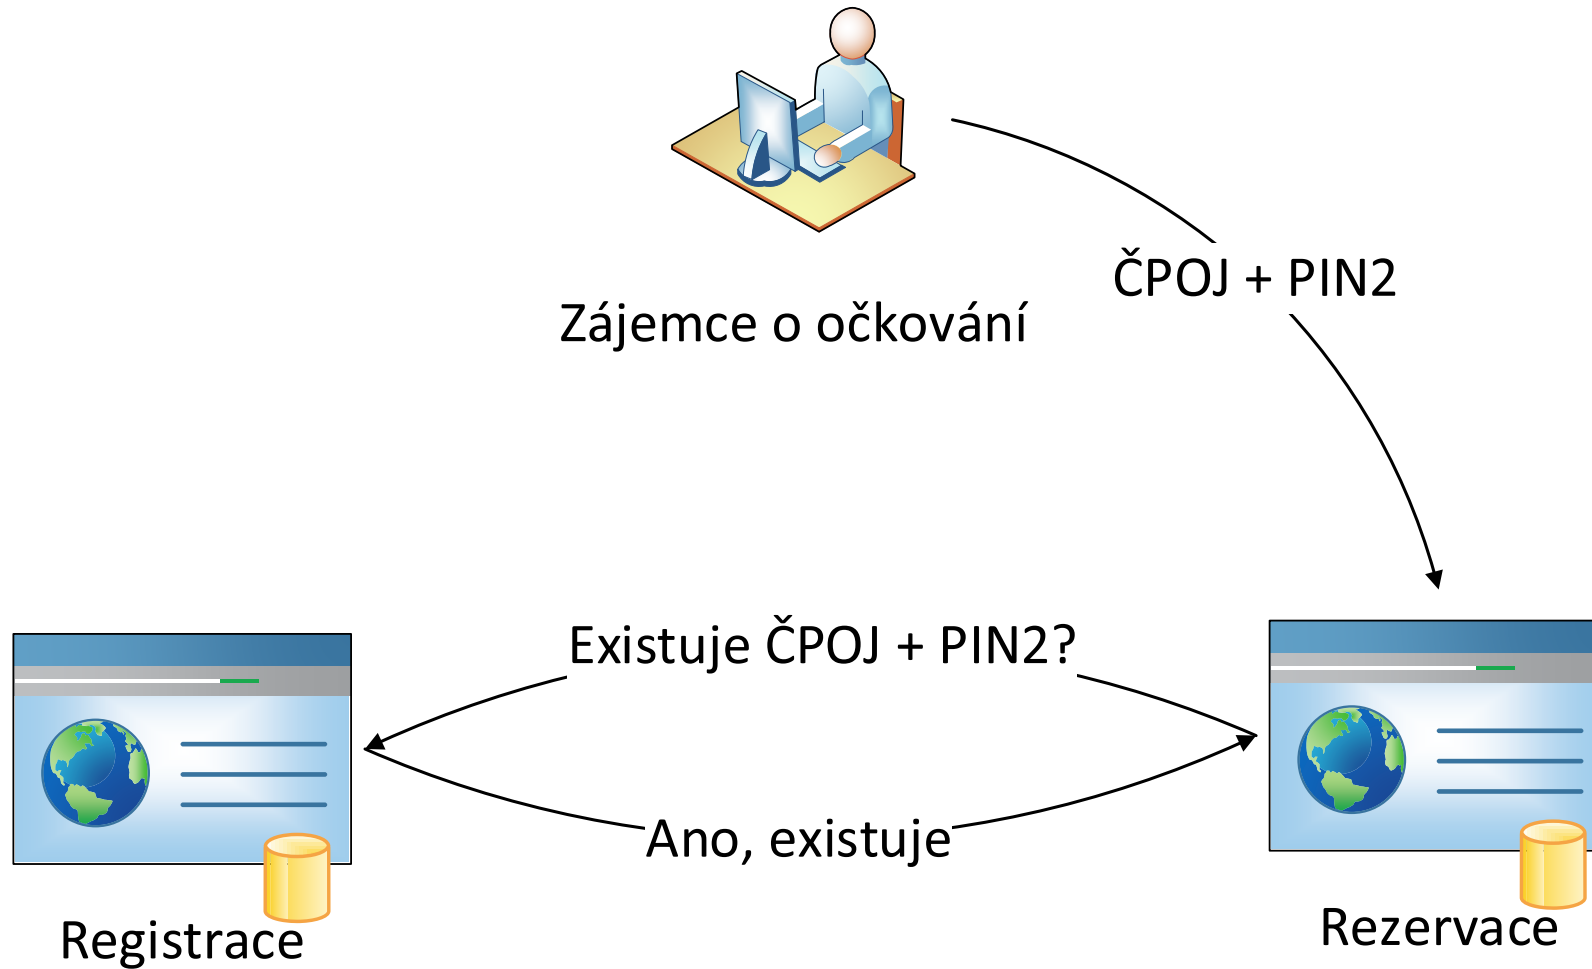 ČPOJ + PIN2
Zájemce o očkování
Existuje ČPOJ + PIN2?
Ano, existuje
Registrace
Rezervace